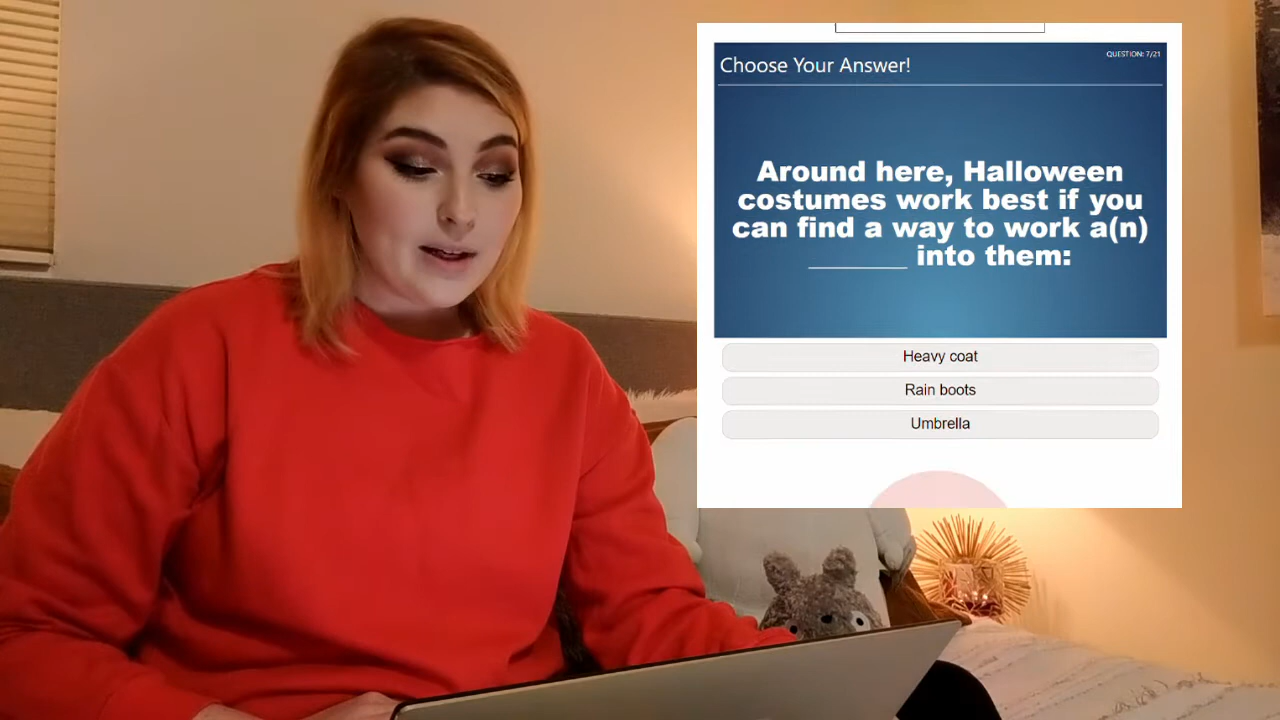 Choose Your Answer!
QUESTION: 7/21
Around here, Halloween
costumes work best if you
can find a way to work a(n)
________ into them:
Heavy coat
Rain boots
Umbrella